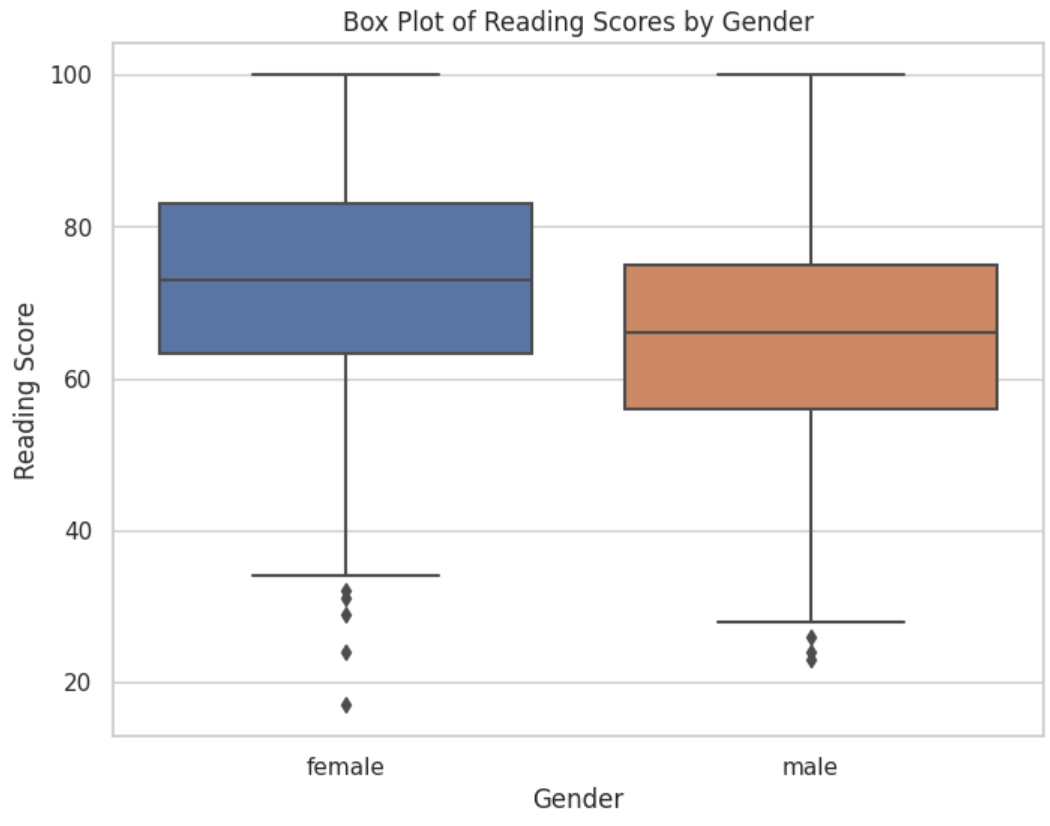 Box Plot of Reading Scores by Gender
100
80
60
40
20
Reading Score
female
male
Gender